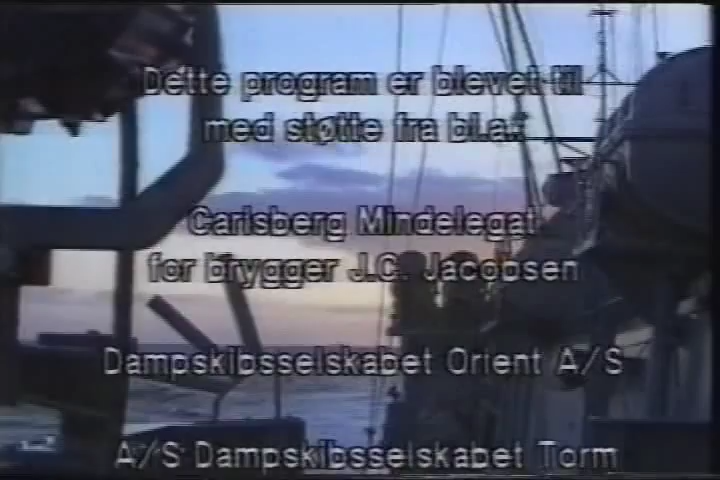 Dette program er blevet til
med støtte fra bl.a.:
Carlsberg Mindelegat
for brygger J.C. Jacobsen
Dampskibsselskabet Orient A/S
A/S Dampskibsselskabet Torm